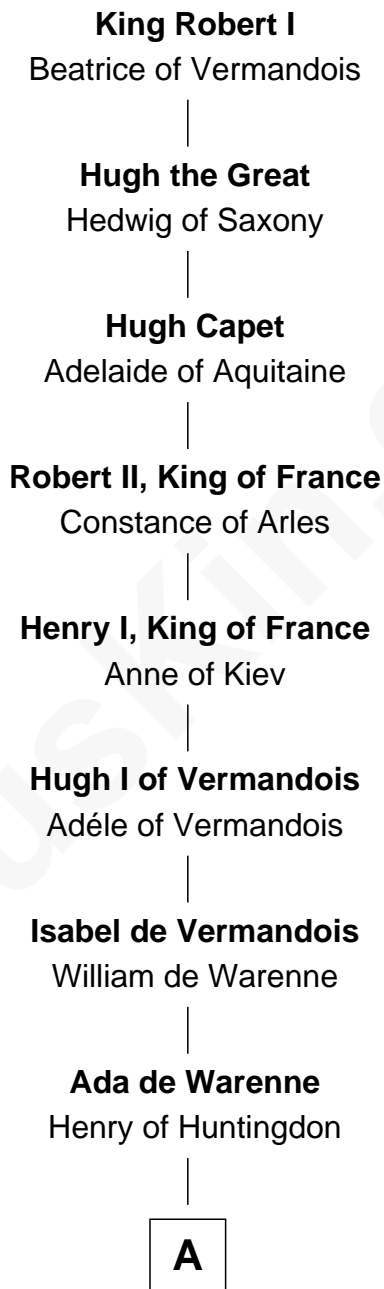 King Robert I
Beatrice of Vermandois
Hugh the Great
Hedwig of Saxony
Hugh Capet
Adelaide of Aquitaine
Robert II, King of France
Constance of Arles
Henry I, King of France
Anne of Kiev
Hugh I of Vermandois
Adéle of Vermandois
Isabel de Vermandois
William de Warenne
Ada de Warenne
Henry of Huntingdon
A